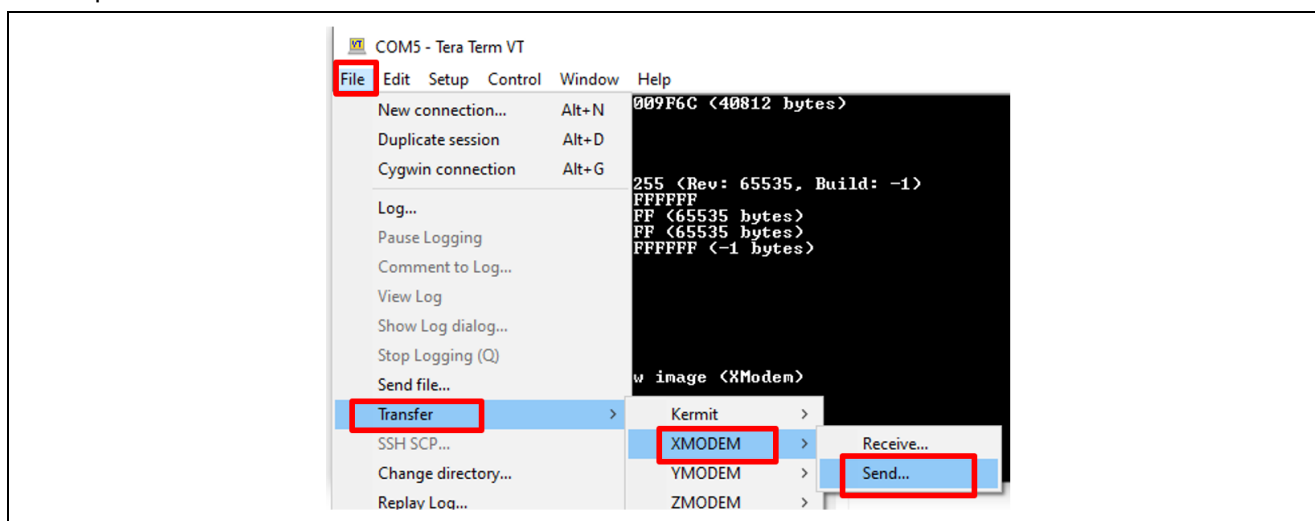 COM5 - Tera Term VT
File Edit Setup Control Window Help
New connection... Alt+N
Duplicate session Alt+D
Cygwin connection Alt+G
Log...
Pause Logging
Comment to Log...
View Log
Show Log dialog...
Stop Logging (Q)
Send file...
Transfer >
SSH SCP...
Change directory...
Replay Log...
009F6C (40812 bytes)
255 (Rev: 65535, Build: -1)
FFFFFF
FF (65535 bytes)
FF (65535 bytes)
FFFFFF (-1 bytes)
w image (XModem)
Kermit >
XMODEM >
YMODEM >
ZMODEM >
Receive...
Send...